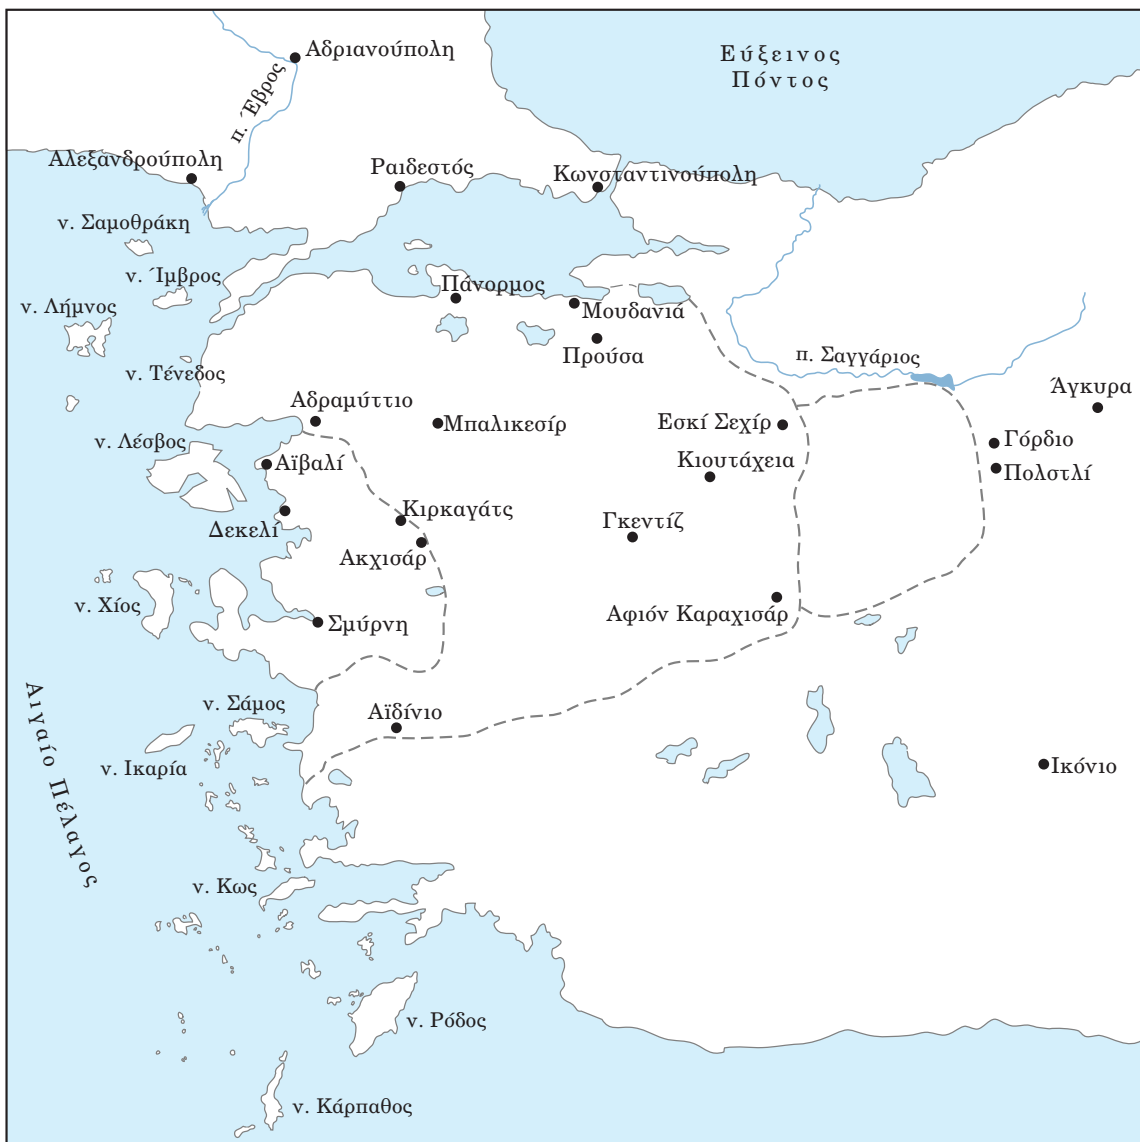 Αδριανούπολη
Εύξεινος
Πόντος
π. Έβρος
Αλεξανδρούπολη
Ραιδεστός
Κωνσταντινούπολη
ν. Σαμοθράκη
ν. Ίμβρος
Πάνορμος
ν. Λήμνος
Μουδανιά
Προύσα
π. Σαγγάριος
ν. Τένεδος
Άγκυρα
Αδραμύττιο
Μπαλικεσίρ
Εσκί Σεχίρ
ν. Λέσβος
Γόρδιο
Αϊβαλί
Κιουτάχεια
Πολστλί
Κιρκαγάτς
Δεκελί
Γκεντίζ
Ακχισάρ
ν. Χίος
Αφιόν Καραχισάρ
Σμύρνη
Αιγαίο Πέλαγος
ν. Σάμος
Αϊδίνιο
ν. Ικαρία
Ικόνιο
ν. Κως
ν. Ρόδος
ν. Κάρπαθος